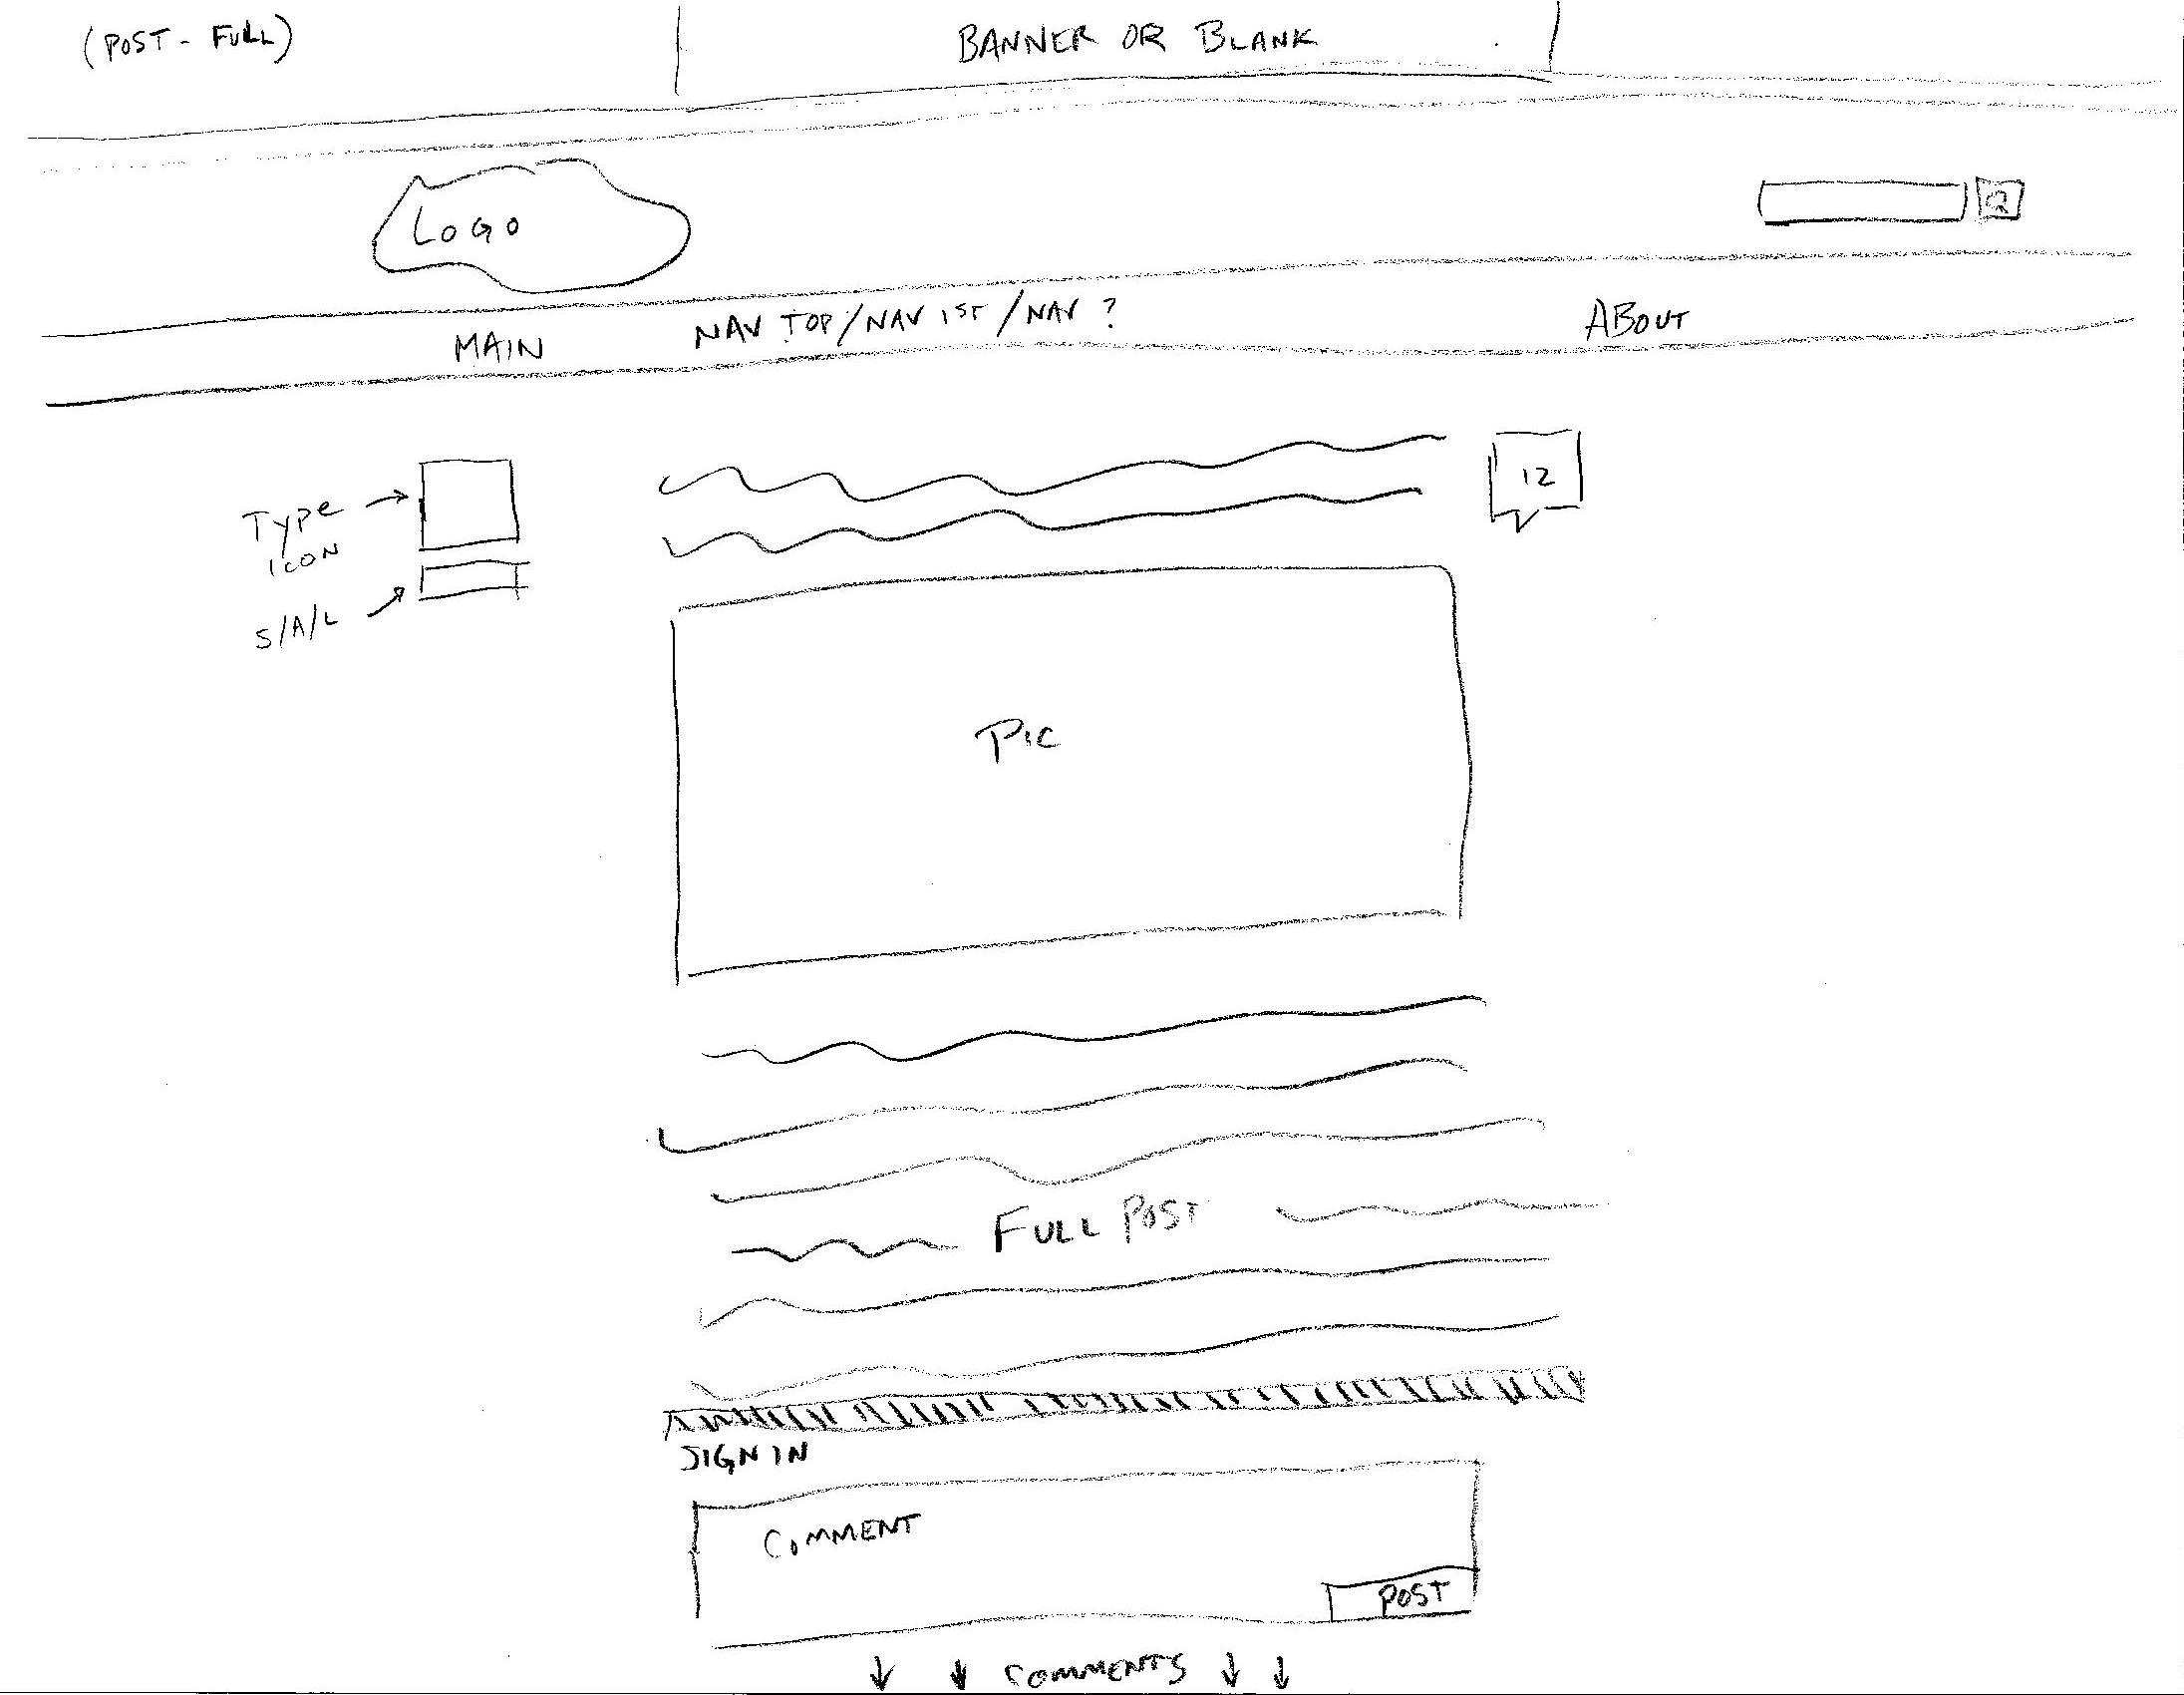 (POST - FULL)
BANNER OR BLANK
LOGO
MAIN
NAV TOP/NAV 1ST/NAV ?
ABOUT
12
Type
ICON
S/A/L
PIC
FULL POST
SIGN IN
COMMENT
POST
↓ ↓ COMMENTS ↓ ↓